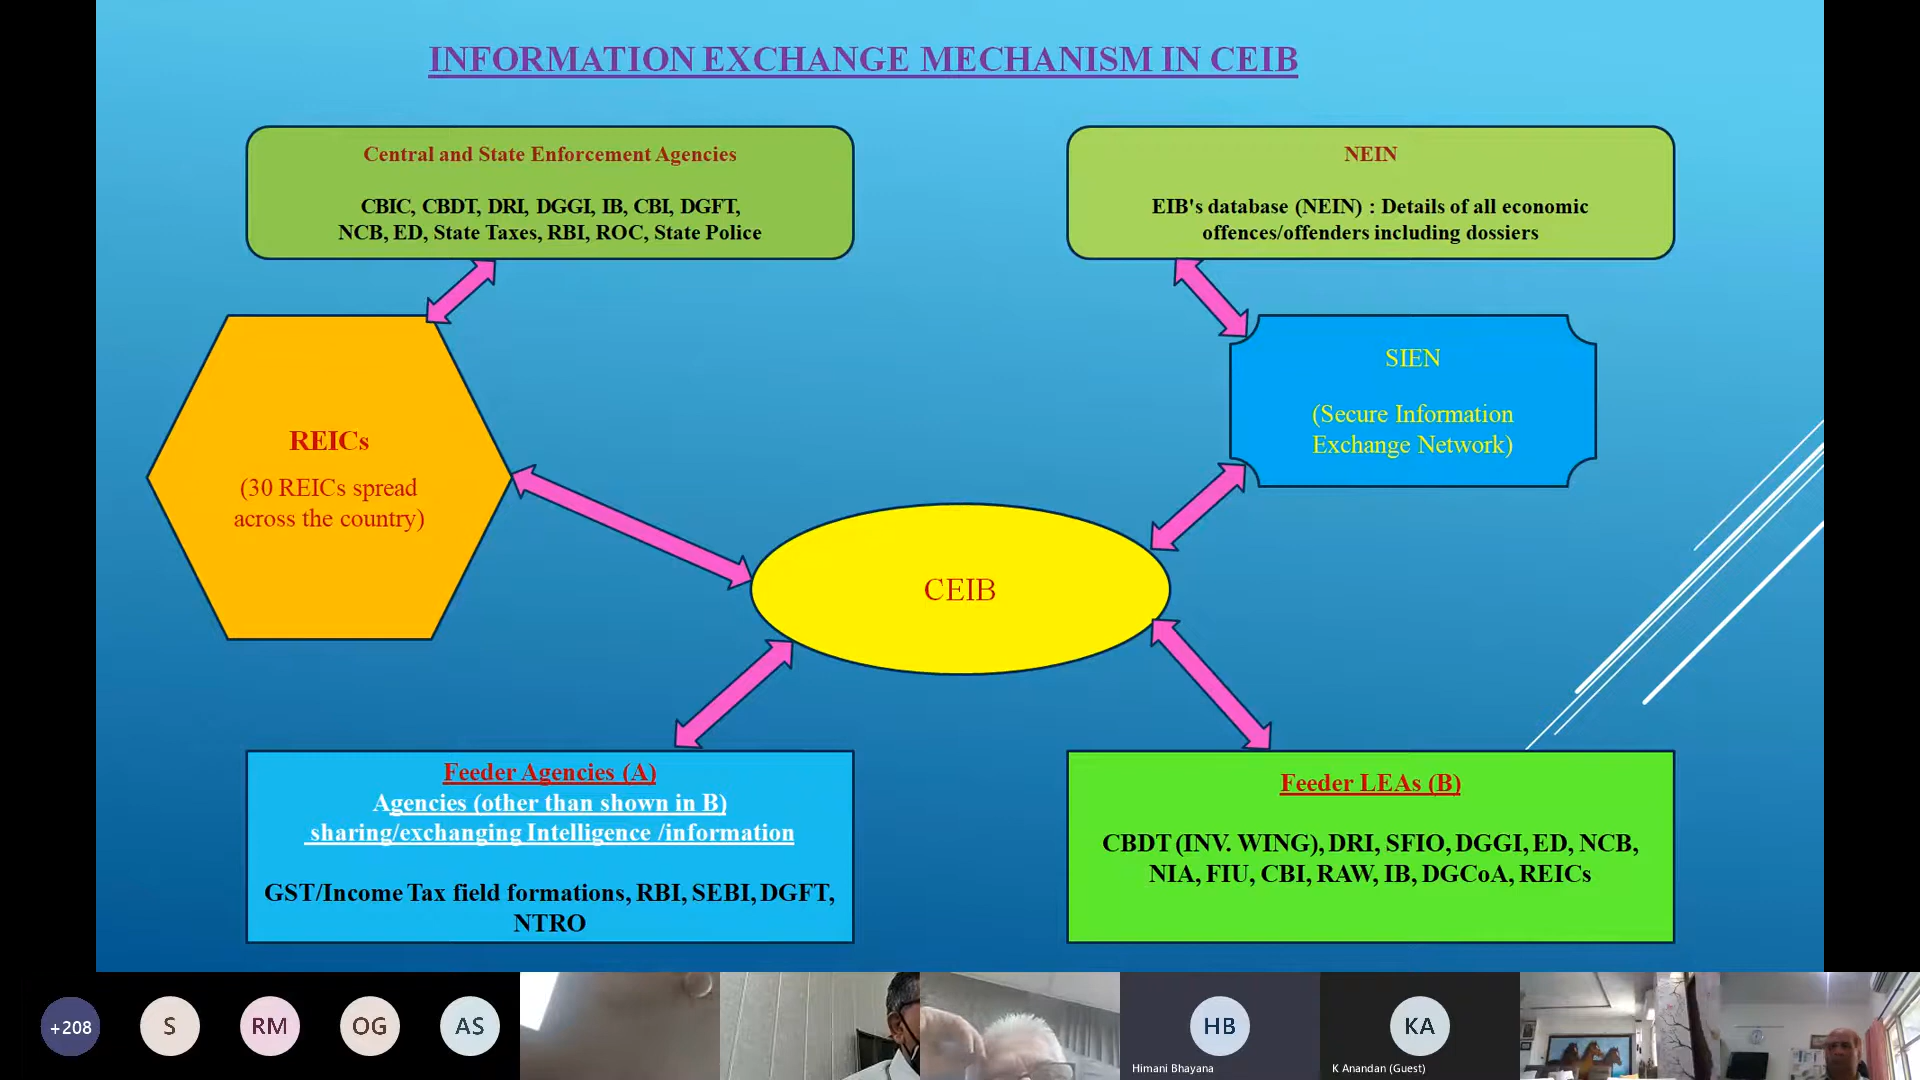 INFORMATION EXCHANGE MECHANISM IN CEIB
Central and State Enforcement Agencies
CBIC, CBDT, DRI, DGGI, IB, CBI, DGFT,
NCB, ED, State Taxes, RBI, ROC, State Police
NEIN
EIB's database (NEIN) : Details of all economic
offences/offenders including dossiers
REICs
(30 REICs spread
across the country)
SIEN
(Secure Information
Exchange Network)
CEIB
Feeder Agencies (A)
Agencies (other than shown in B)
sharing/exchanging Intelligence /information
GST/Income Tax field formations, RBI, SEBI, DGFT,
NTRO
Feeder LEAs (B)
CBDT (INV. WING), DRI, SFIO, DGGI, ED, NCB,
NIA, FIU, CBI, RAW, IB, DGCoA, REICs
+208
S
RM
OG
AS
HB
Himani Bhayana
KA
K Anandan (Guest)